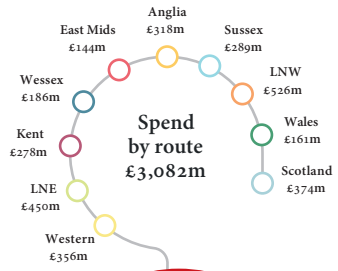 Anglia
£318m
East Mids
£144m
Sussex
£289m
Wessex
£186m
LNW
£526m
Kent
£278m
Spend
by route
£3,082m
Wales
£161m
Scotland
£374m
LNE
£450m
Western
£356m